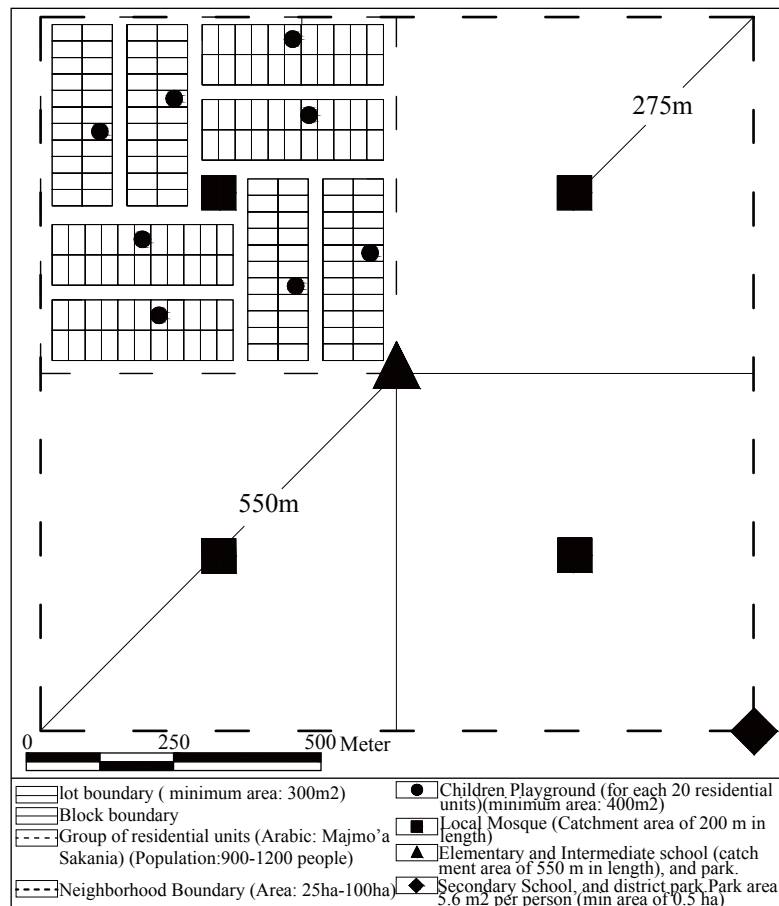 275m
550m
0 250 500 Meter
lot boundary ( minimum area: 300m2)
Block boundary
Group of residential units (Arabic: Majmo’a
Sakania) (Population:900-1200 people)
Neighborhood Boundary (Area: 25ha-100ha)
Children Playground (for each 20 residential
units)(minimum area: 400m2)
Local Mosque (Catchment area of 200 m in
length)
Elementary and Intermediate school (catch
ment area of 550 m in length), and park.
Secondary School, and district park Park area
5.6 m2 per person (min area of 0.5 ha)